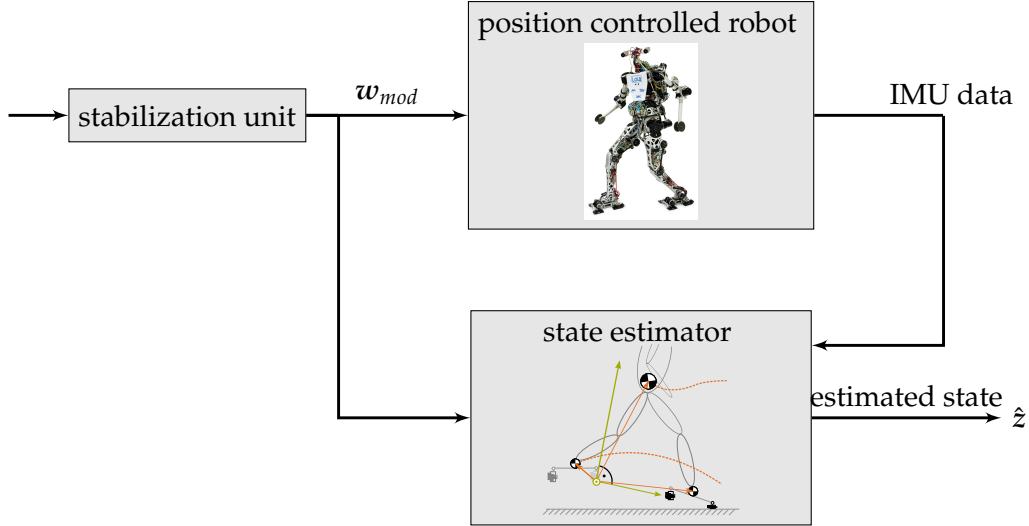 position controlled robot
stabilization unit
w_mod
IMU data
state estimator
estimated state
ẑ